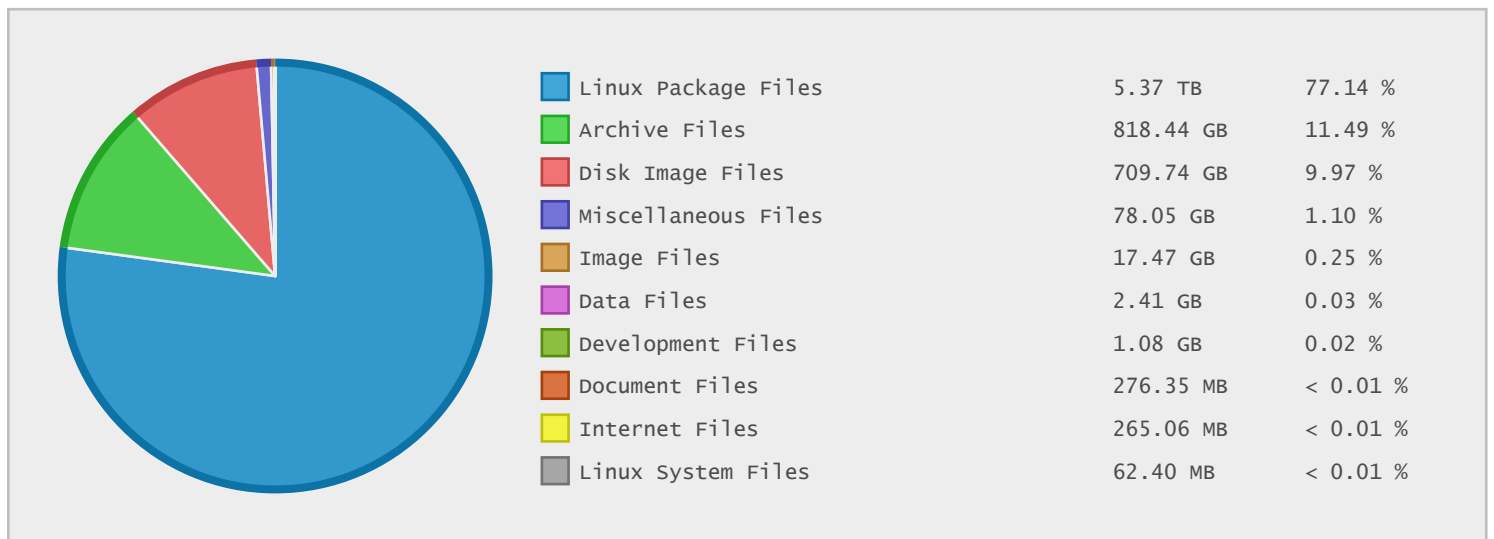 Linux Package Files 5.37 TB 77.14 %
Archive Files 818.44 GB 11.49 %
Disk Image Files 709.74 GB 9.97 %
Miscellaneous Files 78.05 GB 1.10 %
Image Files 17.47 GB 0.25 %
Data Files 2.41 GB 0.03 %
Development Files 1.08 GB 0.02 %
Document Files 276.35 MB < 0.01 %
Internet Files 265.06 MB < 0.01 %
Linux System Files 62.40 MB < 0.01 %